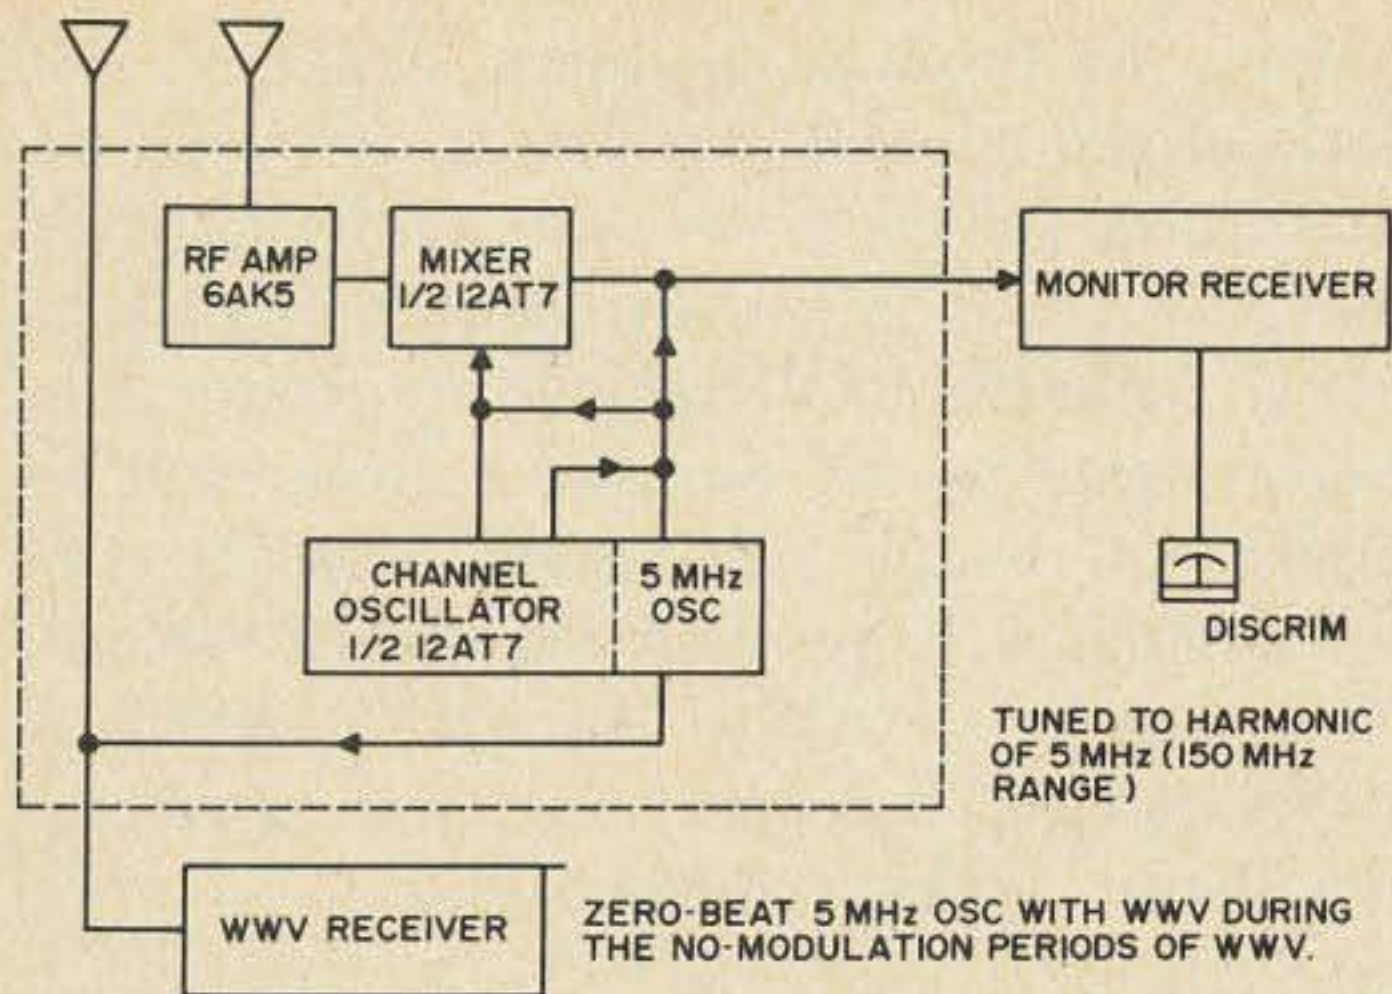 RF AMP
6AK5
MIXER
1/2 12AT7
MONITOR RECEIVER
CHANNEL
OSCILLATOR
1/2 12AT7
5 MHz
OSC
DISCRIM
TUNED TO HARMONIC
OF 5 MHz (150 MHz
RANGE)
WWV RECEIVER
ZERO-BEAT 5 MHz OSC WITH WWV DURING
THE NO-MODULATION PERIODS OF WWV.